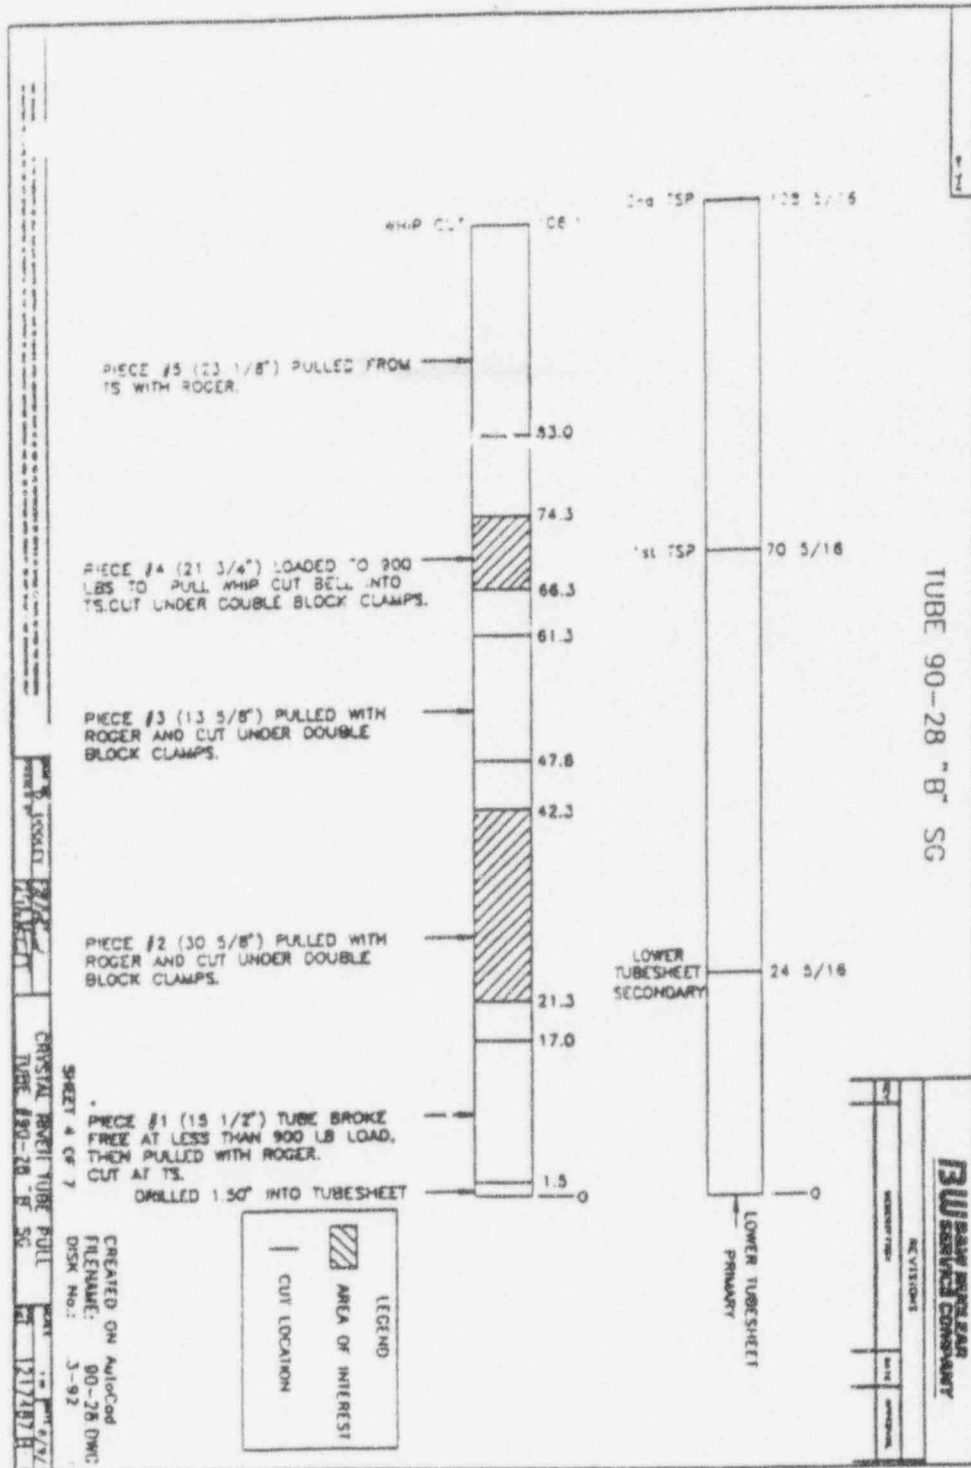 2nd TSP
128 5/16
WHIP CUT
106.1
PIECE #5 (23 1/8") PULLED FROM
TS WITH ROGER.
83.0
74.3
1st TSP
70 5/16
PIECE #4 (21 3/4") LOADED TO 900
LBS TO PULL WHIP CUT BELL INTO
TS.CUT UNDER DOUBLE BLOCK CLAMPS.
66.3
61.3
PIECE #3 (13 5/8") PULLED WITH
ROGER AND CUT UNDER DOUBLE
BLOCK CLAMPS.
47.6
42.3
PIECE #2 (30 5/8") PULLED WITH
ROGER AND CUT UNDER DOUBLE
BLOCK CLAMPS.
LOWER
TUBESHEET
SECONDARY
24 5/16
21.3
17.0
PIECE #1 (15 1/2") TUBE BROKE
FREE AT LESS THAN 900 LB LOAD,
THEN PULLED WITH ROGER.
CUT AT TS.
1.5
DRILLED 1.50" INTO TUBESHEET
0
0
LOWER TUBESHEET
PRIMARY
TUBE 90-28 "B" SG
LEGEND
AREA OF INTEREST
CUT LOCATION
BW B&W NUCLEAR
SERVICE COMPANY
REVISIONS
DATE
APPROVAL
SHEET 4 OF 7
CREATED ON AutoCad
FILENAME: 90-28 DWG
DISK No.: 3-92
CRYSTAL RIVER TUBE PULL
TUBE #90-28 "B" SG
1217487 B